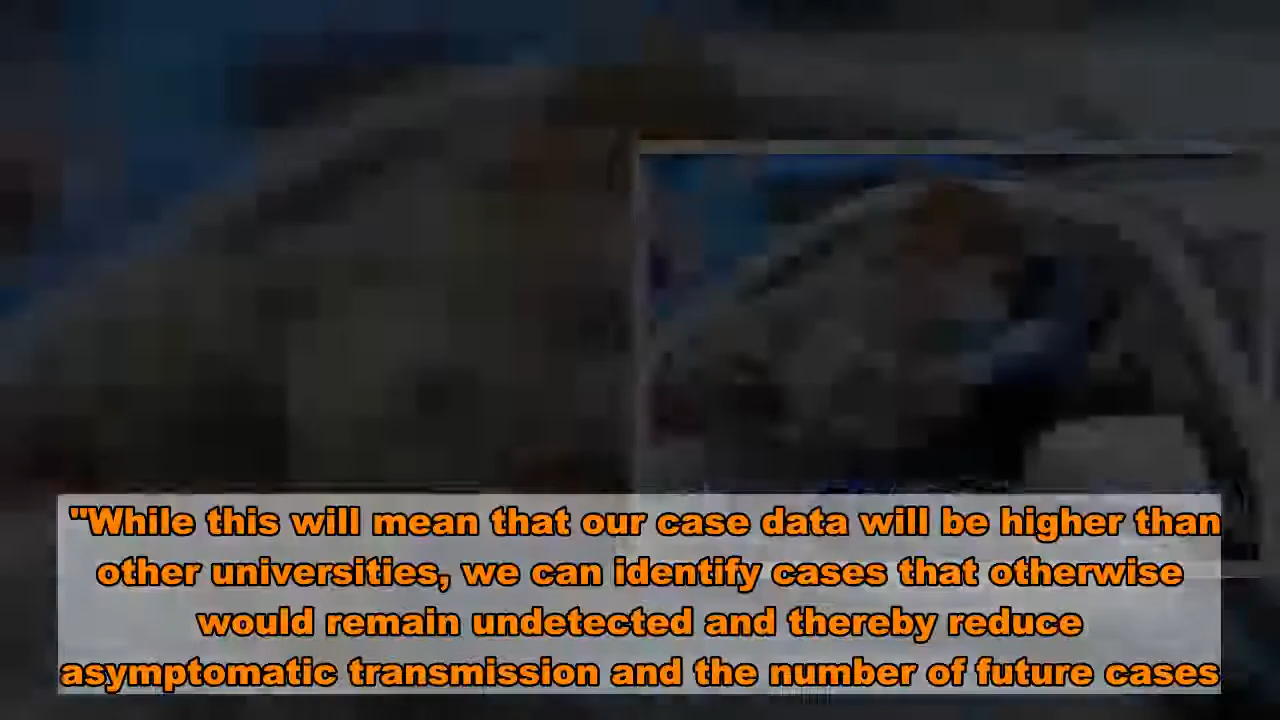 "While this will mean that our case data will be higher than
other universities, we can identify cases that otherwise
would remain undetected and thereby reduce
asymptomatic transmission and the number of future cases